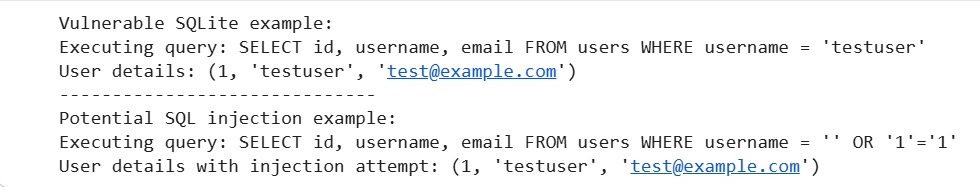 Vulnerable SQLite example:
Executing query: SELECT id, username, email FROM users WHERE username = 'testuser'
User details: (1, 'testuser', 'test@example.com')
------------------------------
Potential SQL injection example:
Executing query: SELECT id, username, email FROM users WHERE username = '' OR '1'='1'
User details with injection attempt: (1, 'testuser', 'test@example.com')